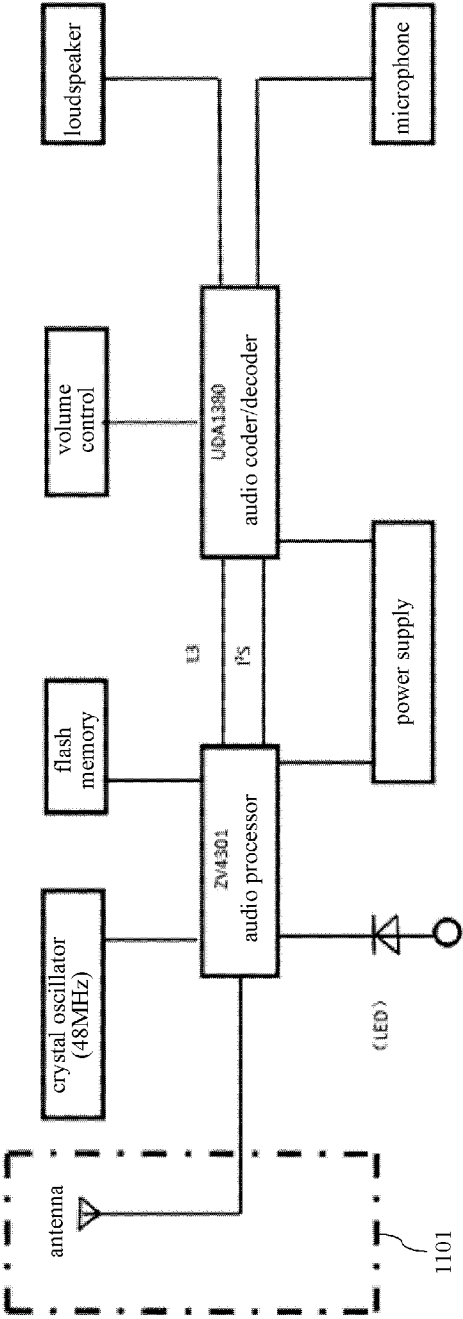 antenna
1101
crystal oscillator
(48MHz)
flash
memory
volume
control
loudspeaker
ZV4301
audio processor
L3
I²S
UDA1380
audio coder/decoder
(LED)
power supply
microphone